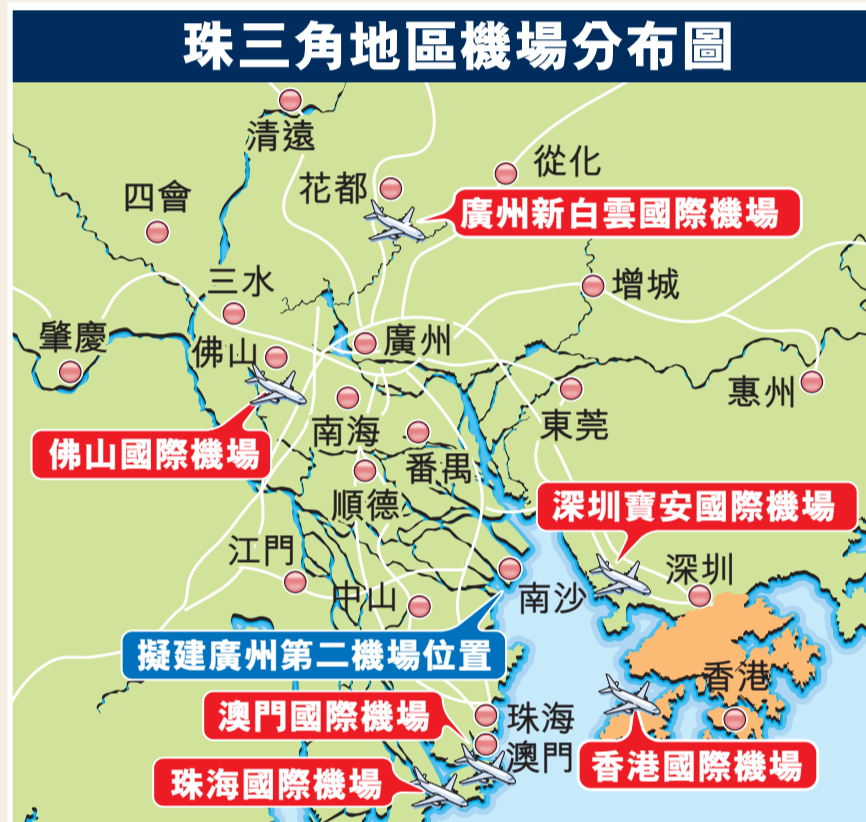 珠三角地區機場分布圖
清遠
從化
花都
四會
廣州新白雲國際機場
三水
增城
肇慶
佛山
廣州
惠州
南海
東莞
佛山國際機場
番禺
順德
深圳寶安國際機場
江門
深圳
中山
南沙
擬建廣州第二機場位置
香港
澳門國際機場
珠海
澳門
香港國際機場
珠海國際機場